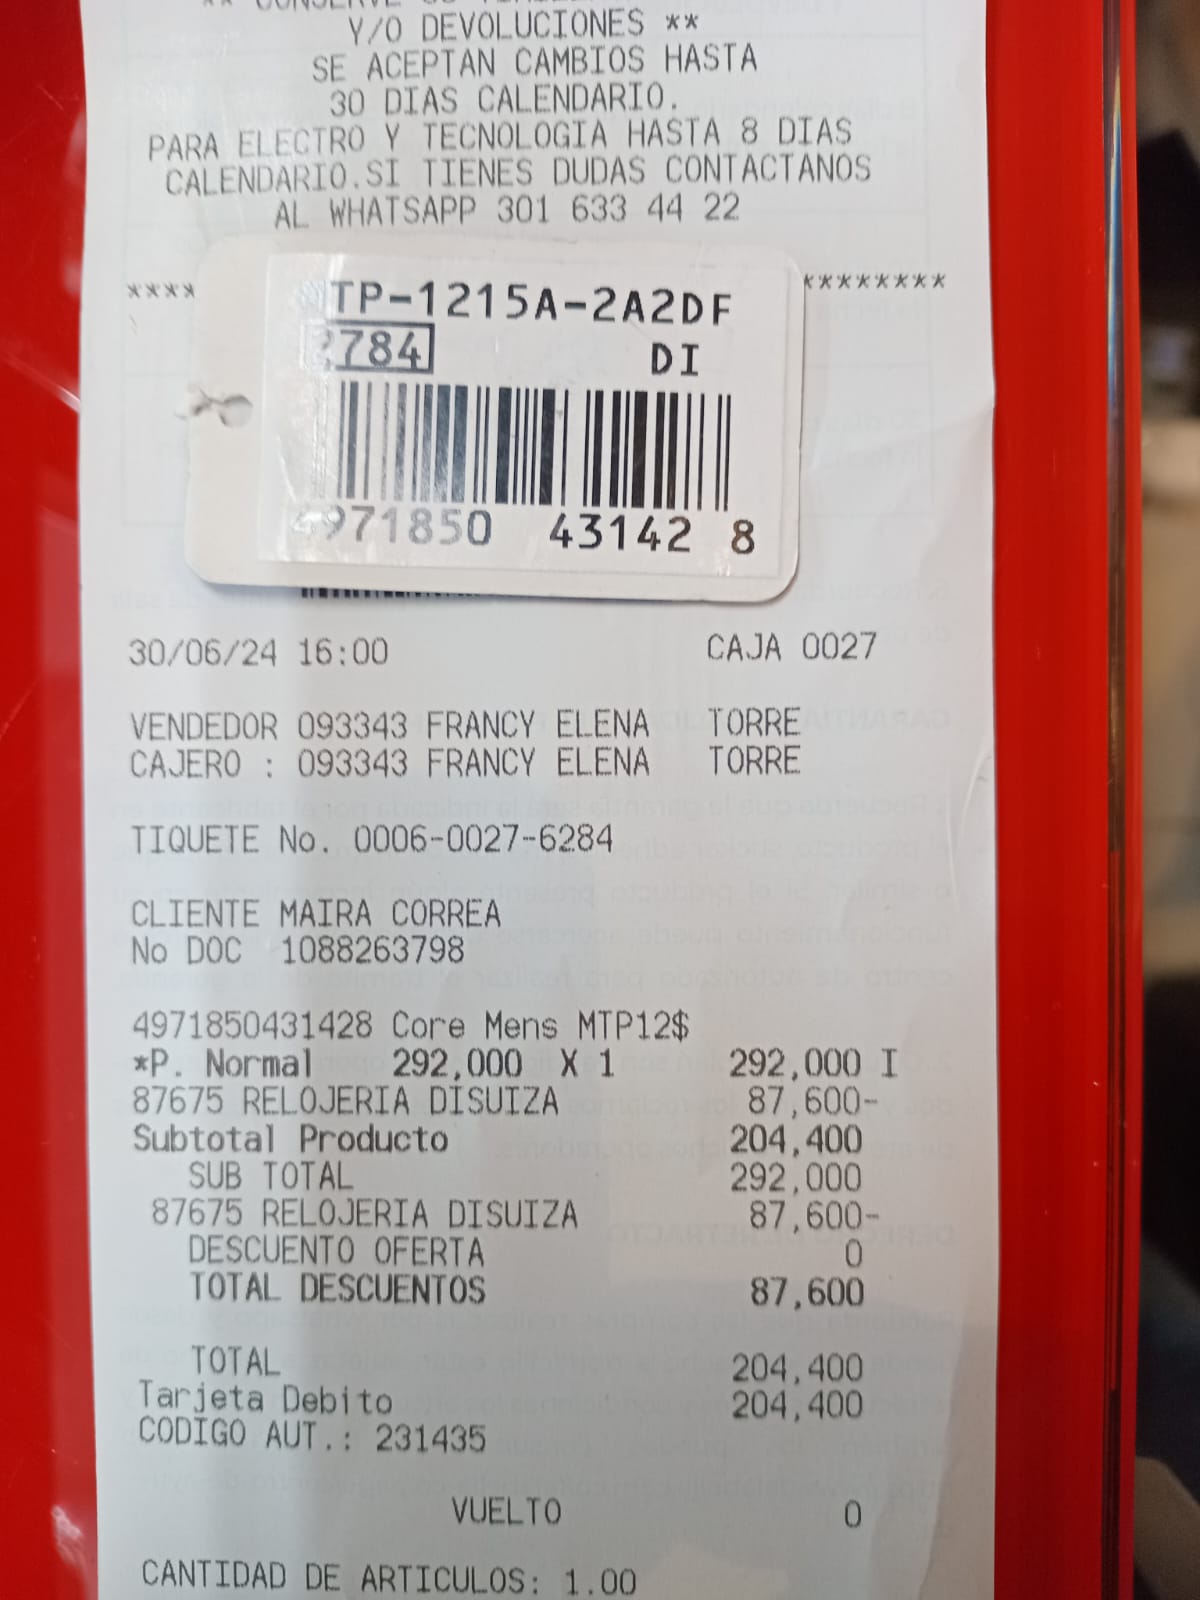 ** CONSERVE SU
Y/O DEVOLUCIONES **
SE ACEPTAN CAMBIOS HASTA
30 DIAS CALENDARIO.
PARA ELECTRO Y TECNOLOGIA HASTA 8 DIAS
CALENDARIO.SI TIENES DUDAS CONTACTANOS
AL WHATSAPP 301 633 44 22
**** ********
TP-1215A-2A2DF
2784 DI
4971850 43142 8
30/06/24 16:00 CAJA 0027
VENDEDOR 093343 FRANCY ELENA TORRE
CAJERO : 093343 FRANCY ELENA TORRE
TIQUETE No. 0006-0027-6284
CLIENTE MAIRA CORREA
No DOC 1088263798
4971850431428 Core Mens MTP12$
*P. Normal 292,000 X 1 292,000 I
87675 RELOJERIA DISUIZA 87,600-
Subtotal Producto 204,400
SUB TOTAL 292,000
87675 RELOJERIA DISUIZA 87,600-
DESCUENTO OFERTA 0
TOTAL DESCUENTOS 87,600
TOTAL 204,400
Tarjeta Debito 204,400
CODIGO AUT.: 231435
VUELTO 0
CANTIDAD DE ARTICULOS: 1.00